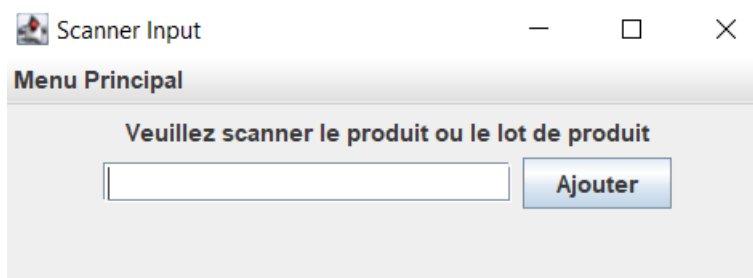 Scanner Input
Menu Principal
Veuillez scanner le produit ou le lot de produit
Ajouter